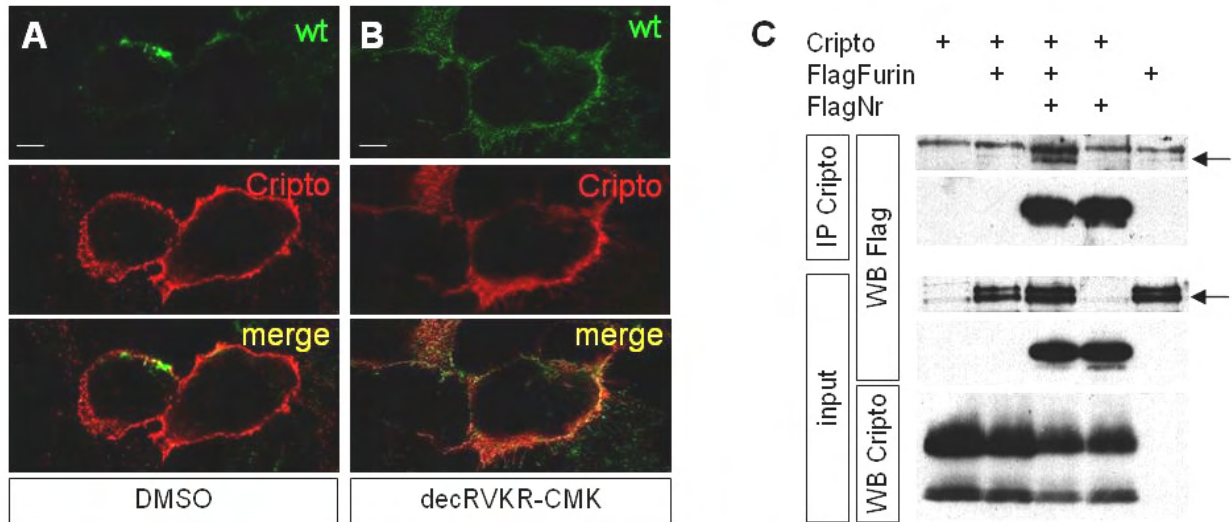 A
wt
Cripto
merge
DMSO
B
wt
Cripto
merge
decRVKR-CMK
C
Cripto + + + +
FlagFurin + + +
FlagNr + +
IP Cripto
input
WB Flag
WB Cripto